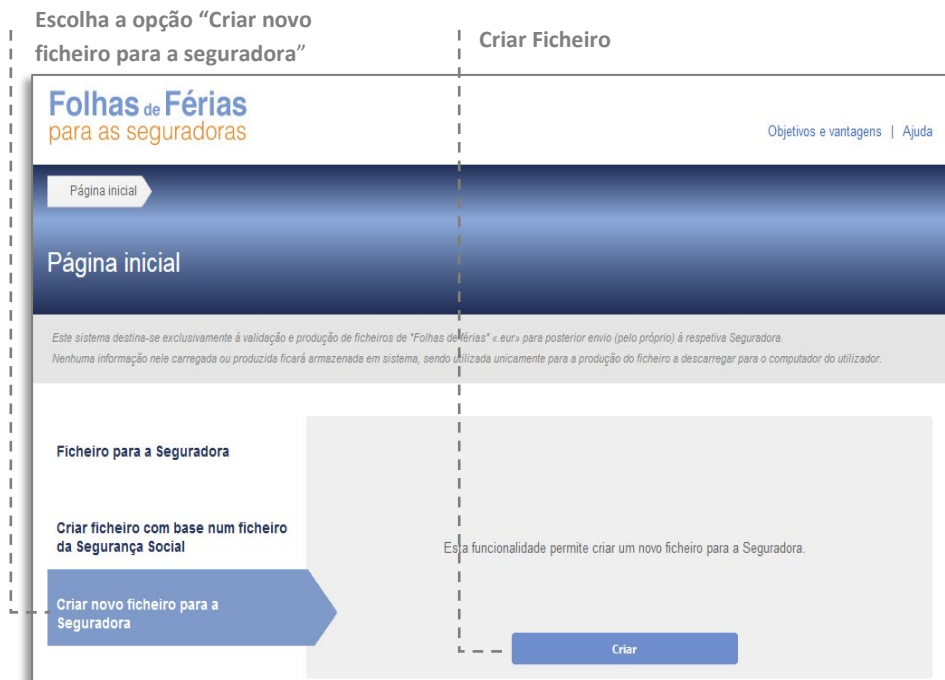 Escolha a opção “Criar novo
ficheiro para a seguradora”
Criar Ficheiro
Folhas de Férias
para as seguradoras
Objetivos e vantagens | Ajuda
Página inicial
Página inicial
Este sistema destina-se exclusivamente à validação e produção de ficheiros de "Folhas de férias" «.eur» para posterior envio (pelo próprio) à respetiva Seguradora.
Nenhuma informação nele carregada ou produzida ficará armazenada em sistema, sendo utilizada unicamente para a produção do ficheiro a descarregar para o computador do utilizador.
Ficheiro para a Seguradora
Criar ficheiro com base num ficheiro
da Segurança Social
Criar novo ficheiro para a
Seguradora
Esta funcionalidade permite criar um novo ficheiro para a Seguradora.
Criar